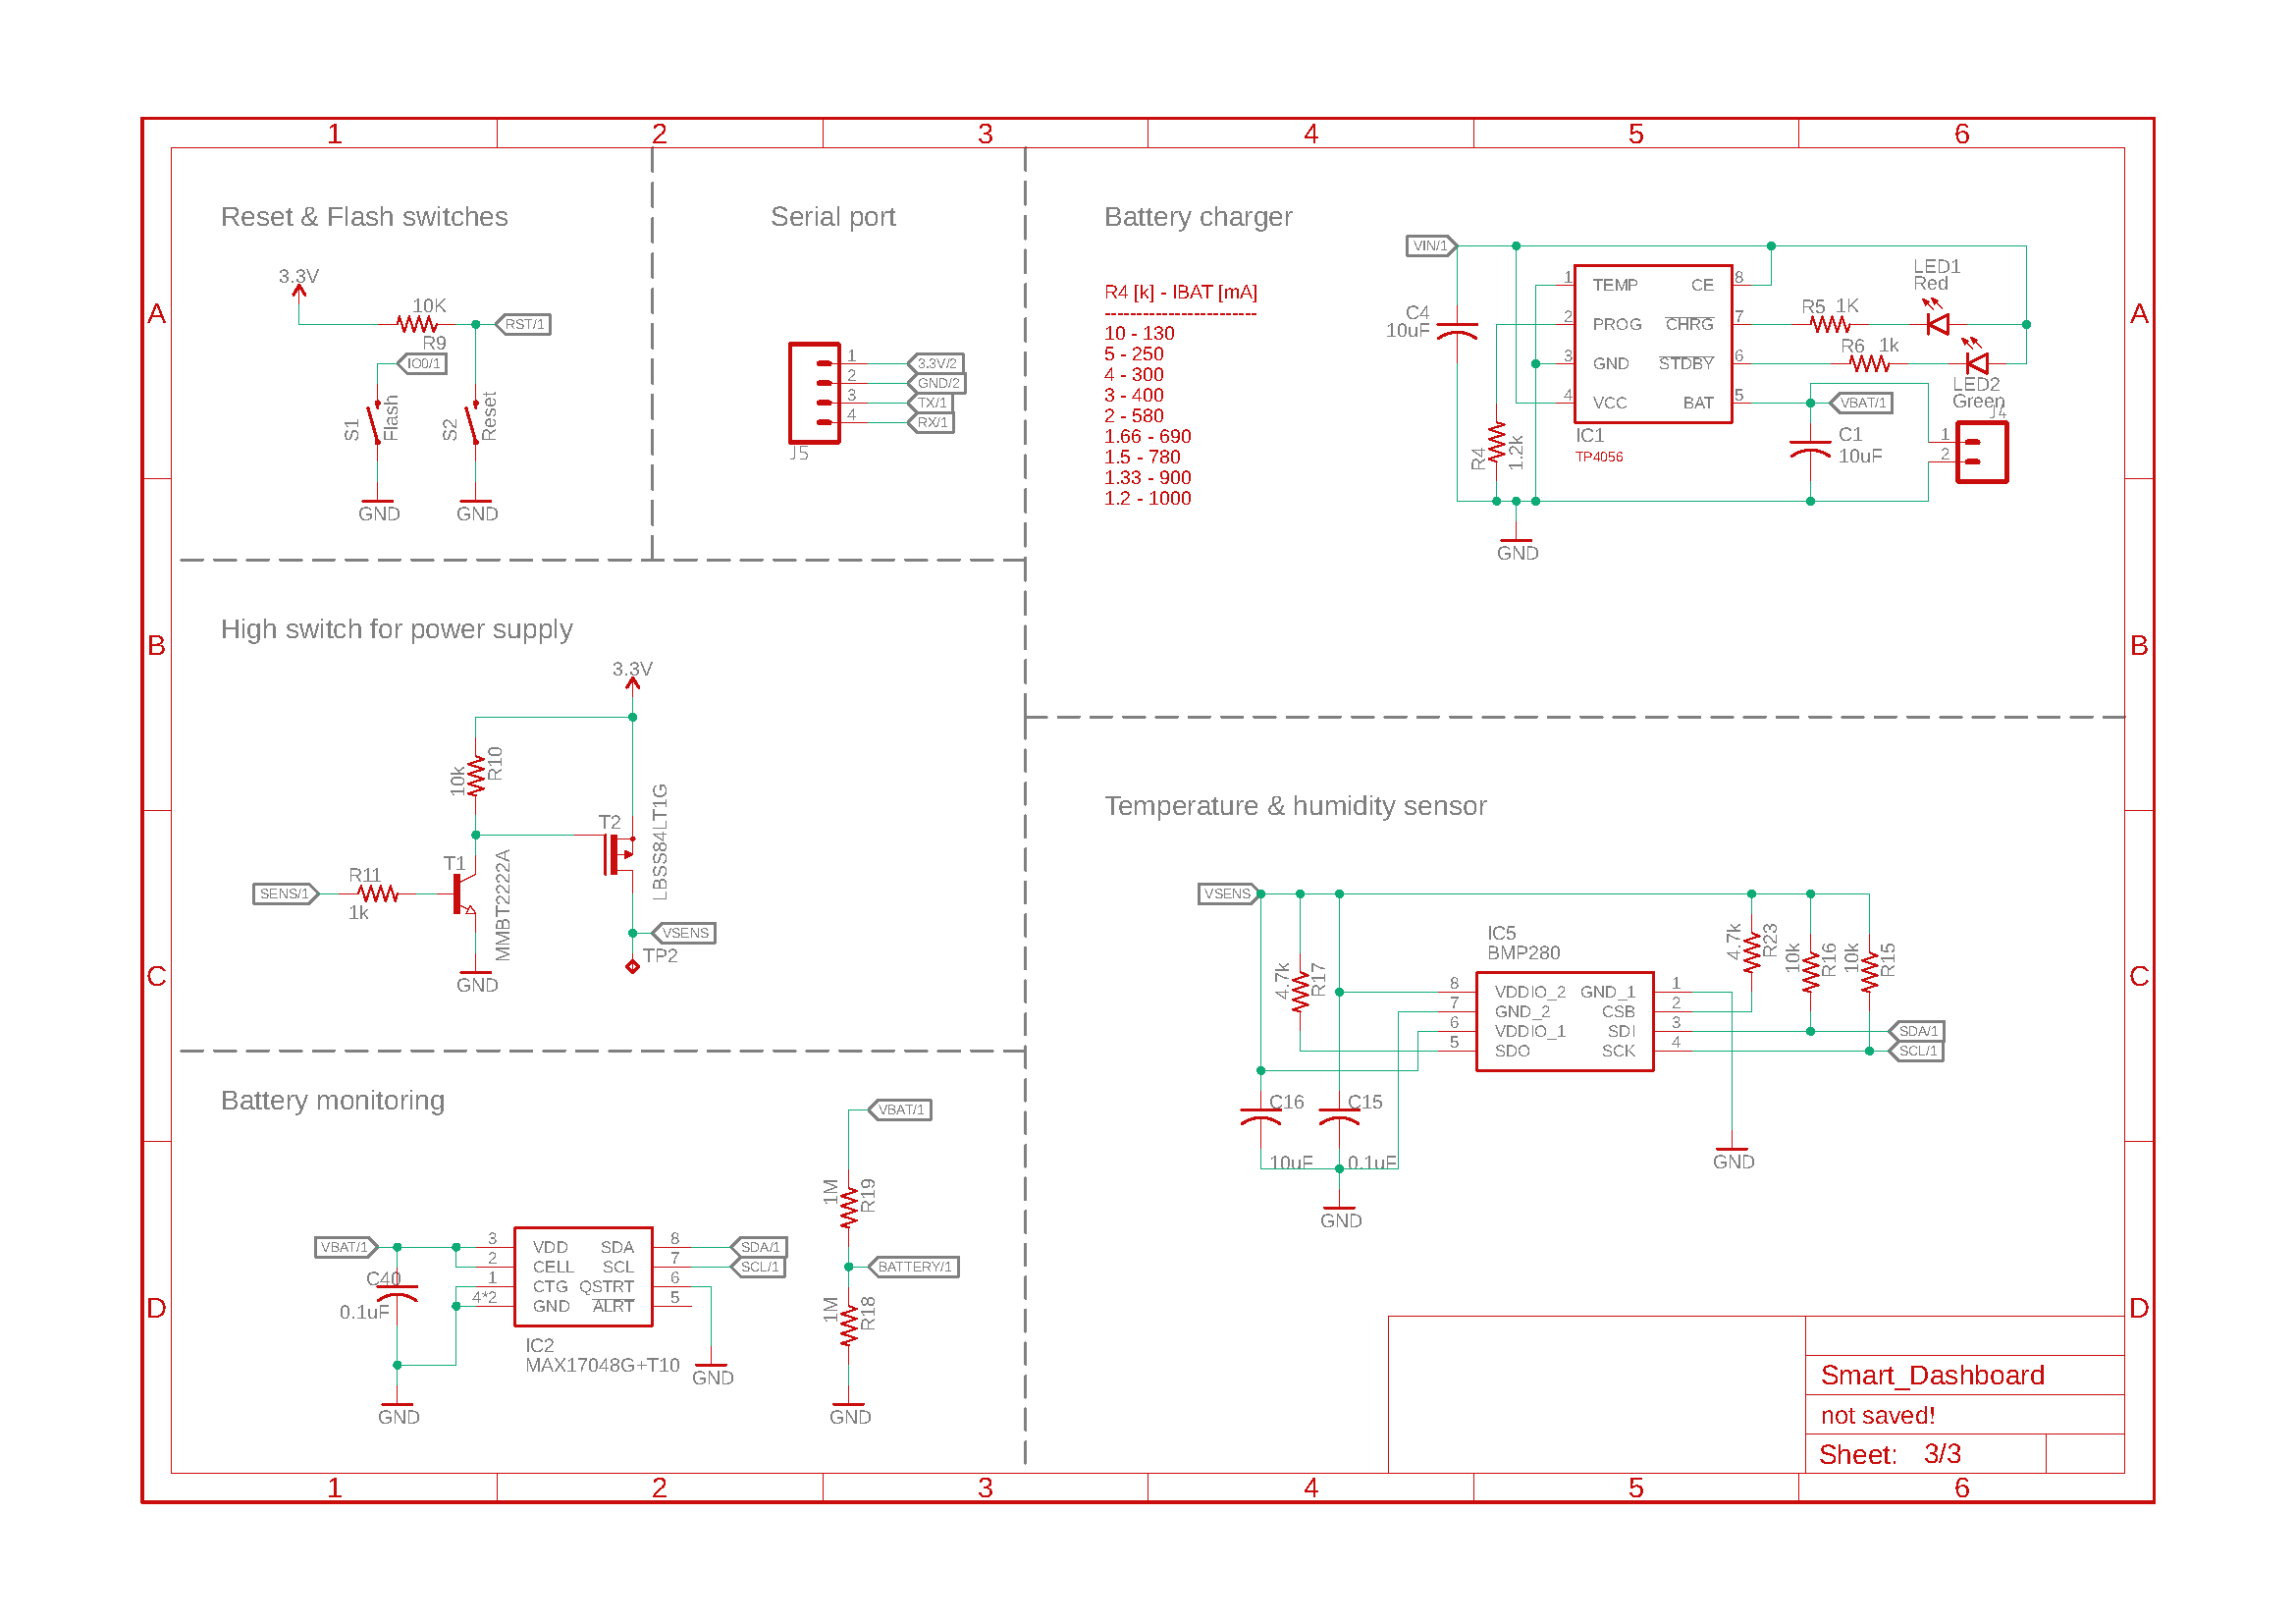 1 2 3 4 5 6
A
B
C
D
A
B
C
D
Reset & Flash switches
3.3V
10K
R9
RST/1
IO0/1
S1
Flash
S2
Reset
GND
GND
Serial port
1
2
3
4
3.3V/2
GND/2
TX/1
RX/1
J5
Battery charger
R4 [k] - IBAT [mA]
-----------------------
10 - 130
5 - 250
4 - 300
3 - 400
2 - 580
1.66 - 690
1.5 - 780
1.33 - 900
1.2 - 1000
VIN/1
C4
10uF
R4
1.2k
1 TEMP CE 8
2 PROG CHRG 7
3 GND STDBY 6
4 VCC BAT 5
IC1
TP4056
R5 1K
LED1
Red
R6 1k
LED2
Green
VBAT/1
C1
10uF
J4
1
2
GND
High switch for power supply
3.3V
10k
R10
T2
LBSS84LT1G
T1
MMBT2222A
SENS/1
R11
1k
VSENS
TP2
GND
Temperature & humidity sensor
VSENS
4.7k
R17
IC5
BMP280
8 VDDIO_2 GND_1 1
7 GND_2 CSB 2
6 VDDIO_1 SDI 3
5 SDO SCK 4
4.7k
R23
10k
R16
10k
R15
SDA/1
SCL/1
C16
10uF
C15
0.1uF
GND
GND
Battery monitoring
VBAT/1
1M
R19
BATTERY/1
1M
R18
GND
VBAT/1
C40
0.1uF
3 VDD SDA 8
2 CELL SCL 7
1 CTG QSTRT 6
4*2 GND ALRT 5
SDA/1
SCL/1
IC2
MAX17048G+T10
GND
GND
Smart_Dashboard
not saved!
Sheet: 3/3
1 2 3 4 5 6